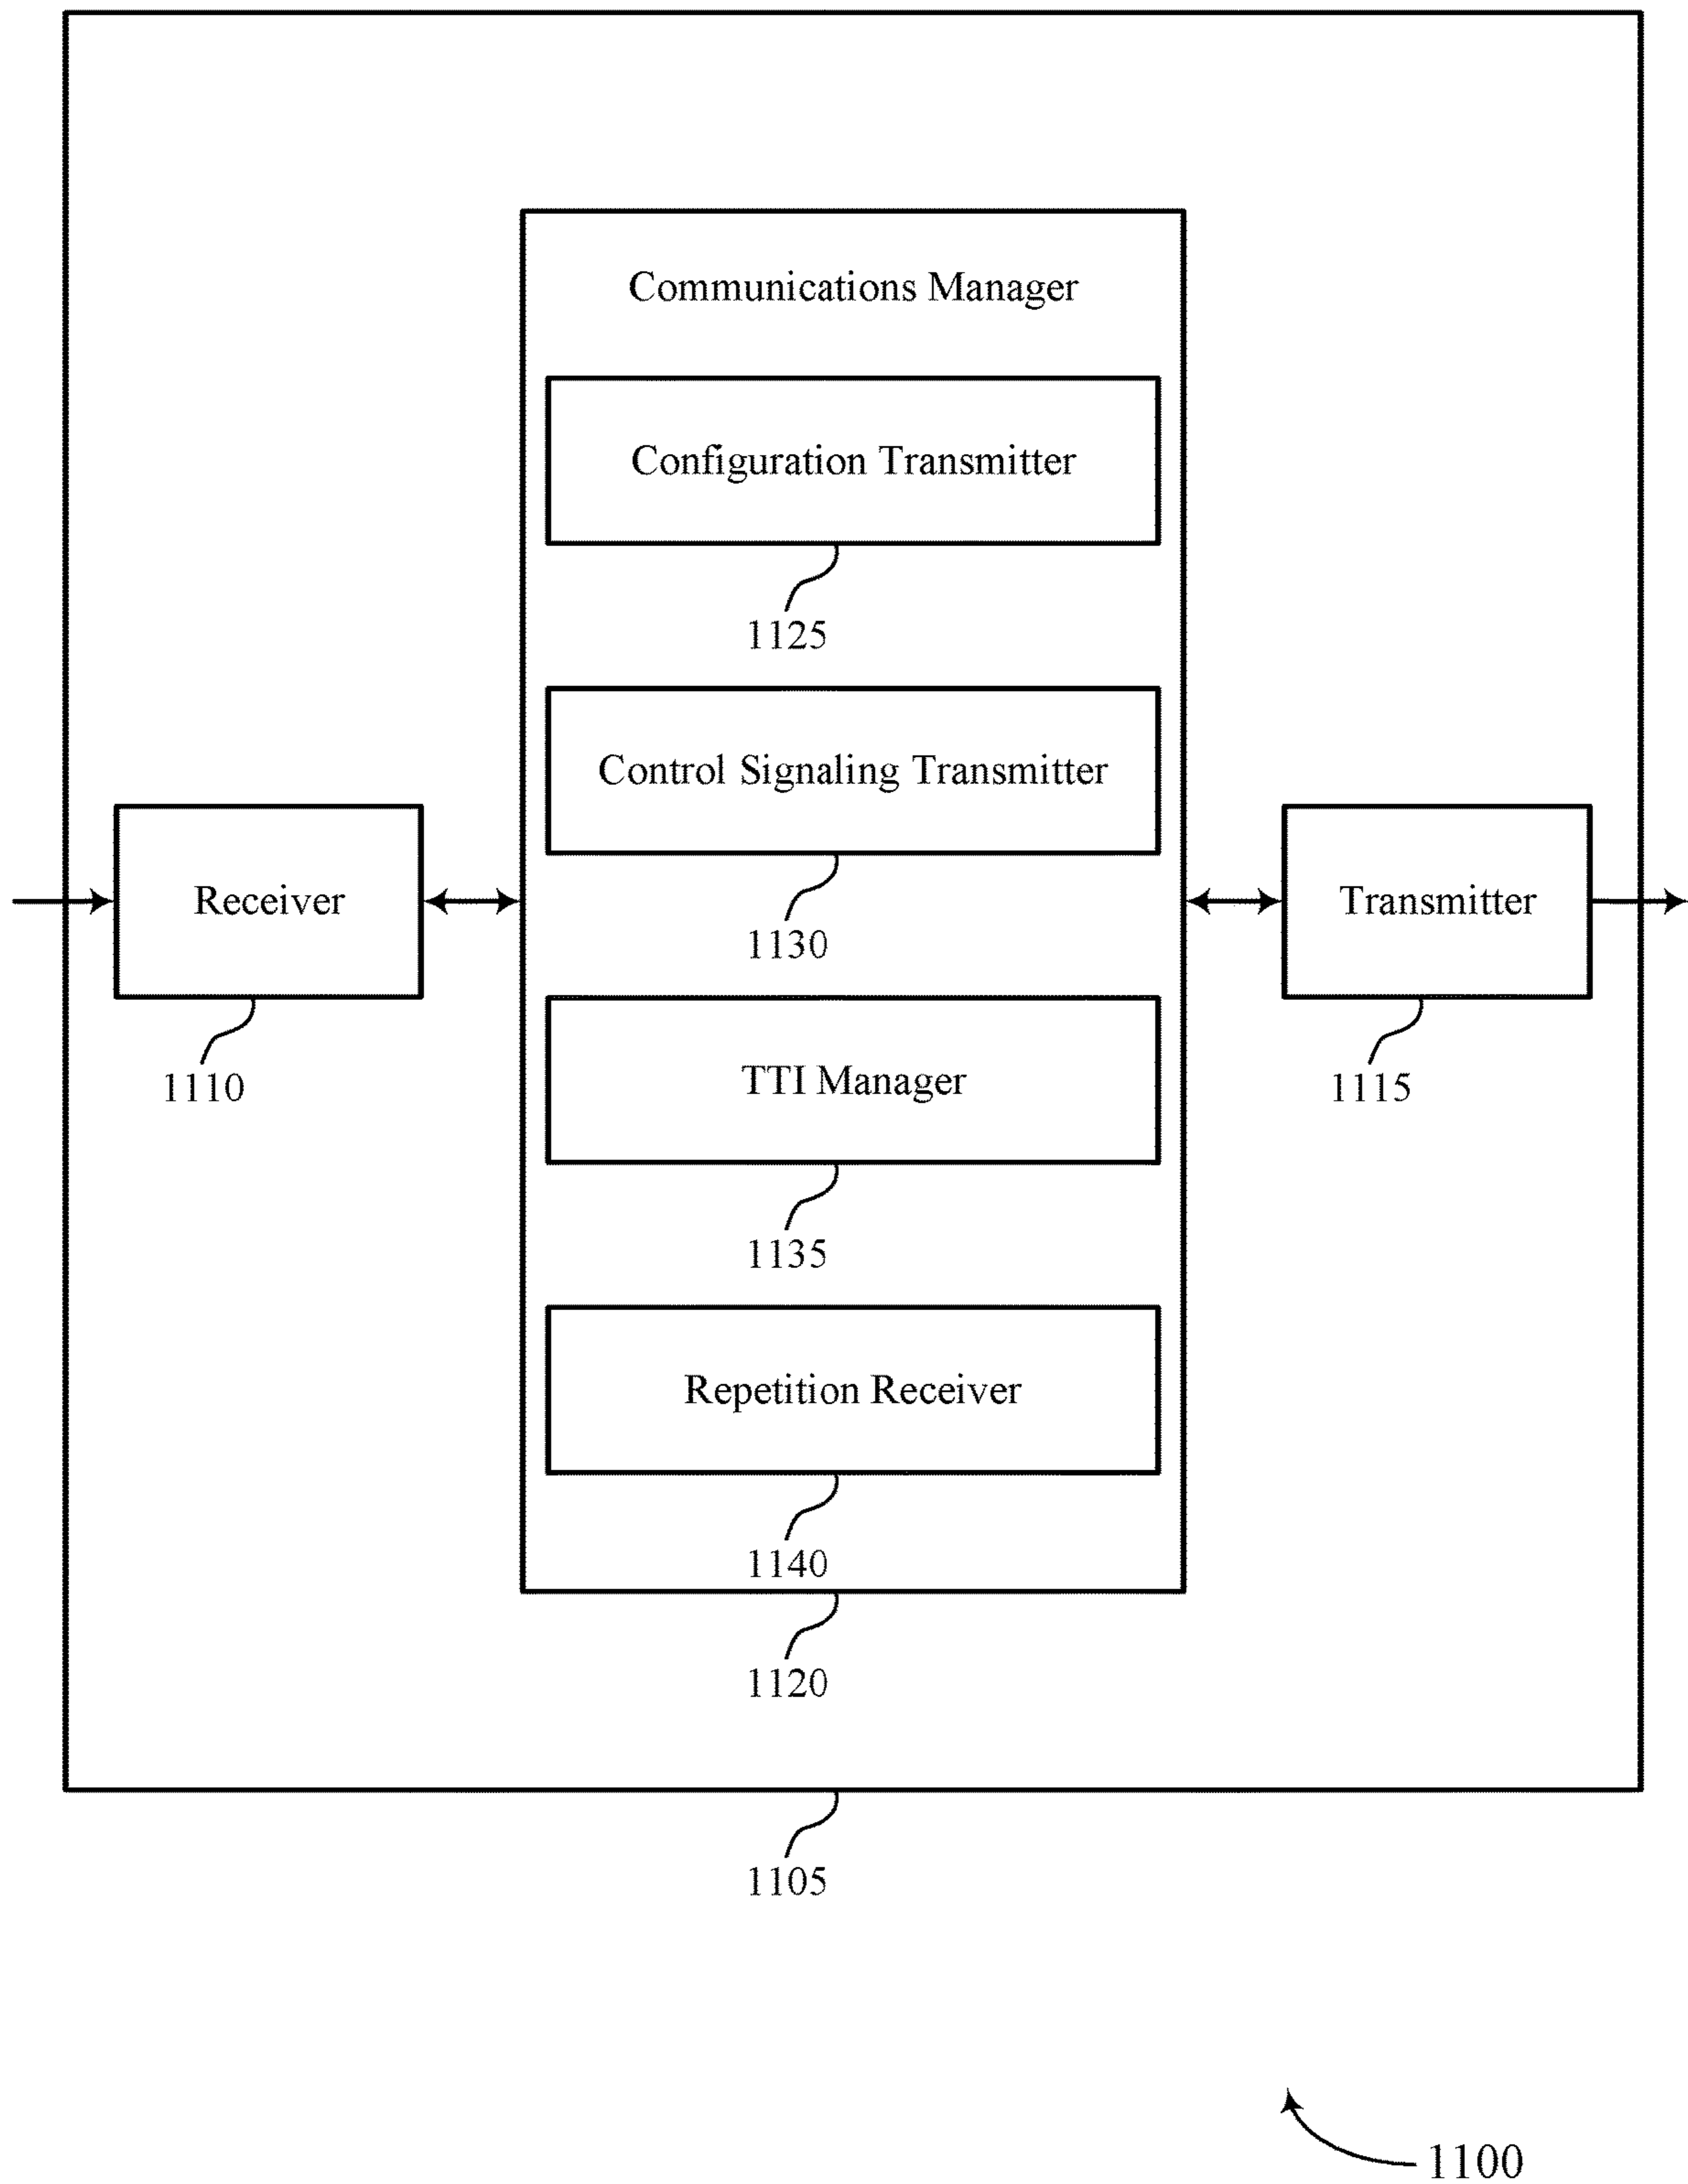 Communications Manager
Configuration Transmitter
1125
Control Signaling Transmitter
1130
Receiver
1110
Transmitter
1115
TTI Manager
1135
Repetition Receiver
1140
1120
1105
1100